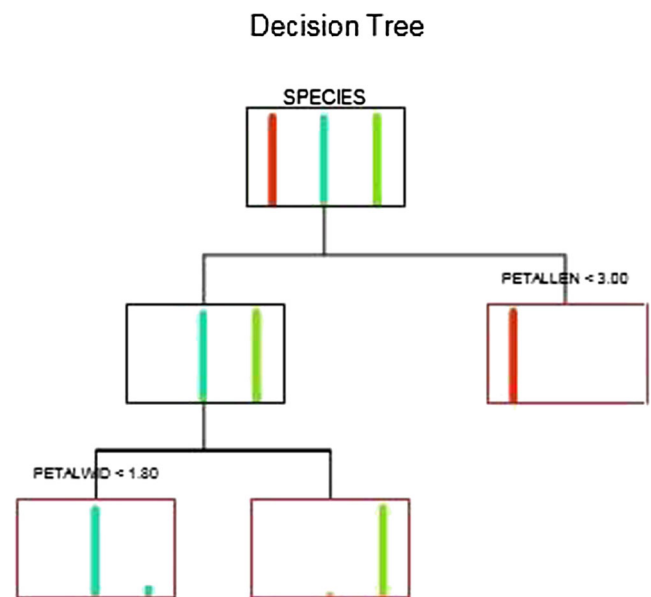 Decision Tree
SPECIES
PETALLEN < 3.00
PETALWID < 1.80